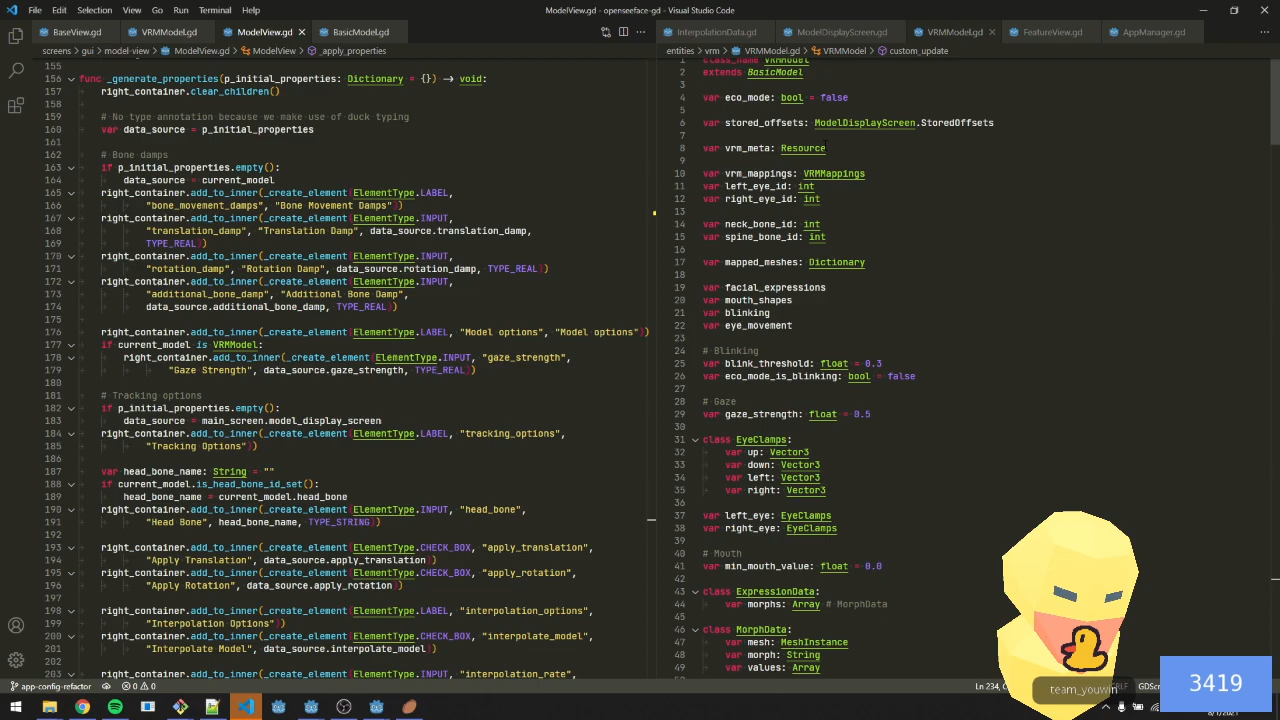 File Edit Selection View Go Run Terminal Help
ModelView.gd - openseeface-gd - Visual Studio Code
BaseView.gd VRMModel.gd ModelView.gd BasicModel.gd
InterpolationData.gd ModelDisplayScreen.gd VRMModel.gd FeatureView.gd AppManager.gd
screens > gui > model-view > ModelView.gd > ModelView > _apply_properties
entities > vrm > VRMModel.gd > VRMModel > custom_update
155
156 func _generate_properties(p_initial_properties: Dictionary = {}) -> void:
157 right_container.clear_children()
158
159 # No type annotation because we make use of duck typing
160 var data_source = p_initial_properties
161
162 # Bone damps
163 if p_initial_properties.empty():
164 data_source = current_model
165 right_container.add_to_inner(_create_element(ElementType.LABEL,
166 "bone_movement_damps", "Bone Movement Damps"))
167 right_container.add_to_inner(_create_element(ElementType.INPUT,
168 "translation_damp", "Translation Damp", data_source.translation_damp,
169 TYPE_REAL))
170 right_container.add_to_inner(_create_element(ElementType.INPUT,
171 "rotation_damp", "Rotation Damp", data_source.rotation_damp, TYPE_REAL))
172 right_container.add_to_inner(_create_element(ElementType.INPUT,
173 "additional_bone_damp", "Additional Bone Damp",
174 data_source.additional_bone_damp, TYPE_REAL))
175
176 right_container.add_to_inner(_create_element(ElementType.LABEL, "Model options", "Model options"))
177 if current_model is VRMModel:
178 right_container.add_to_inner(_create_element(ElementType.INPUT, "gaze_strength",
179 "Gaze Strength", data_source.gaze_strength, TYPE_REAL))
180
181 # Tracking options
182 if p_initial_properties.empty():
183 data_source = main_screen.model_display_screen
184 right_container.add_to_inner(_create_element(ElementType.LABEL, "tracking_options",
185 "Tracking Options"))
186
187 var head_bone_name: String = ""
188 if current_model.is_head_bone_id_set():
189 head_bone_name = current_model.head_bone
190 right_container.add_to_inner(_create_element(ElementType.INPUT, "head_bone",
191 "Head Bone", head_bone_name, TYPE_STRING))
192
193 right_container.add_to_inner(_create_element(ElementType.CHECK_BOX, "apply_translation",
194 "Apply Translation", data_source.apply_translation))
195 right_container.add_to_inner(_create_element(ElementType.CHECK_BOX, "apply_rotation",
196 "Apply Rotation", data_source.apply_rotation))
197
198 right_container.add_to_inner(_create_element(ElementType.LABEL, "interpolation_options",
199 "Interpolation Options"))
200 right_container.add_to_inner(_create_element(ElementType.CHECK_BOX, "interpolate_model",
201 "Interpolate Model", data_source.interpolate_model))
202
203 right_container.add_to_inner(_create_element(ElementType.INPUT, "interpolation_rate",
1 class_name VRMModel
2 extends BasicModel
3
4 var eco_mode: bool = false
5
6 var stored_offsets: ModelDisplayScreen.StoredOffsets
7
8 var vrm_meta: Resource
9
10 var vrm_mappings: VRMMappings
11 var left_eye_id: int
12 var right_eye_id: int
13
14 var neck_bone_id: int
15 var spine_bone_id: int
16
17 var mapped_meshes: Dictionary
18
19 var facial_expressions
20 var mouth_shapes
21 var blinking
22 var eye_movement
23
24 # Blinking
25 var blink_threshold: float = 0.3
26 var eco_mode_is_blinking: bool = false
27
28 # Gaze
29 var gaze_strength: float = 0.5
30
31 class EyeClamps:
32 var up: Vector3
33 var down: Vector3
34 var left: Vector3
35 var right: Vector3
36
37 var left_eye: EyeClamps
38 var right_eye: EyeClamps
39
40 # Mouth
41 var min_mouth_value: float = 0.0
42
43 class ExpressionData:
44 var morphs: Array # MorphData
45
46 class MorphData:
47 var mesh: MeshInstance
48 var morph: String
49 var values: Array
app-config-refactor 0 0
Ln 234,
team_youwin
3419